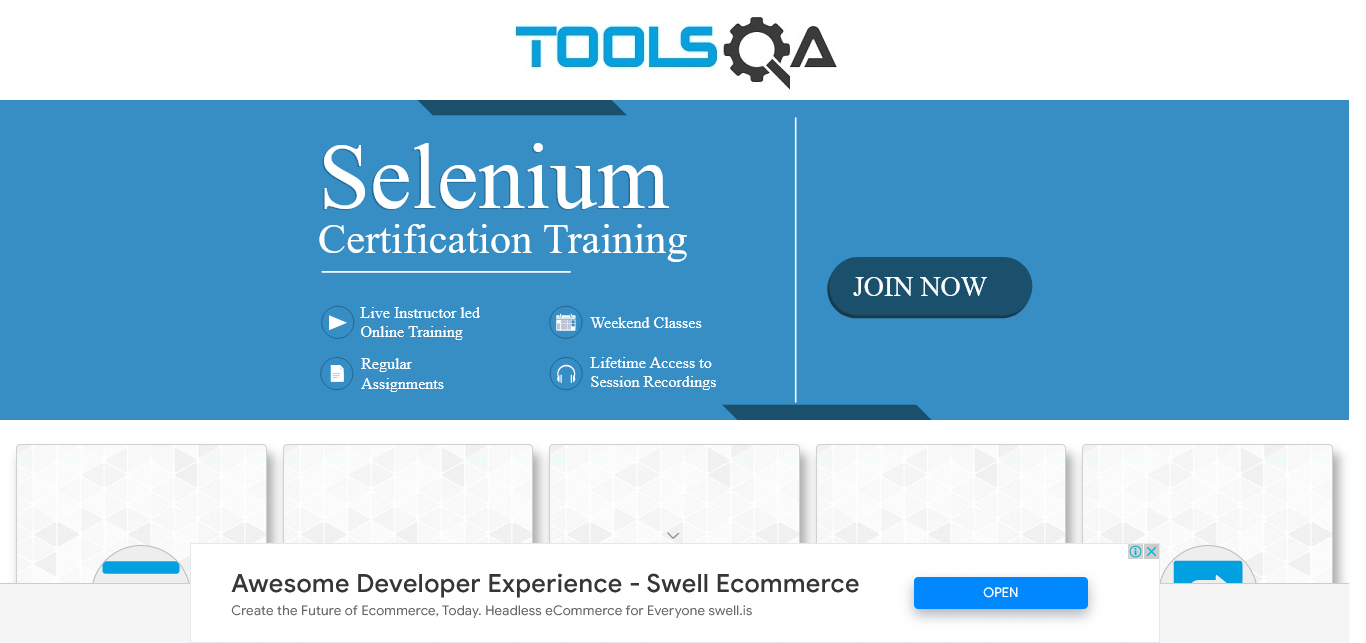 TOOLSQA
Selenium
Certification Training
Live Instructor led
Online Training
Weekend Classes
Regular
Assignments
Lifetime Access to
Session Recordings
JOIN NOW
Awesome Developer Experience - Swell Ecommerce
Create the Future of Ecommerce, Today. Headless eCommerce for Everyone swell.is
OPEN